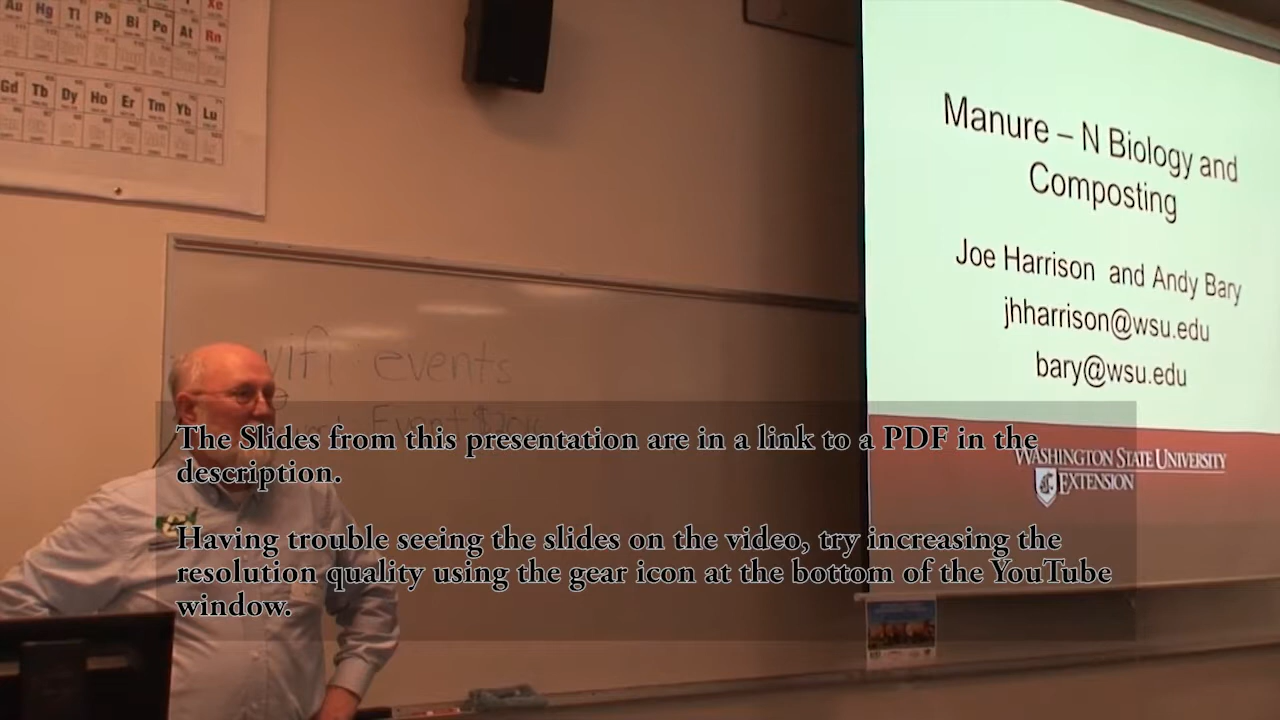 Au Hg Tl Pb Bi Po At Rn
Xe
Gd Tb Dy Ho Er Tm Yb Lu
Manure – N Biology and
Composting
Joe Harrison and Andy Bary
jhharrison@wsu.edu
bary@wsu.edu
WASHINGTON STATE UNIVERSITY
EXTENSION
events
The Slides from this presentation are in a link to a PDF in the
description.
Having trouble seeing the slides on the video, try increasing the
resolution quality using the gear icon at the bottom of the YouTube
window.